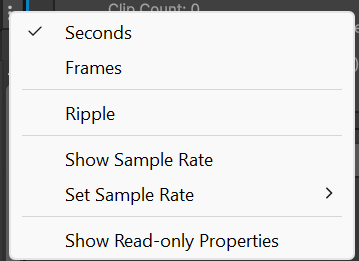 Clip Count: 0
Seconds
Frames
Ripple
Show Sample Rate
Set Sample Rate
Show Read-only Properties